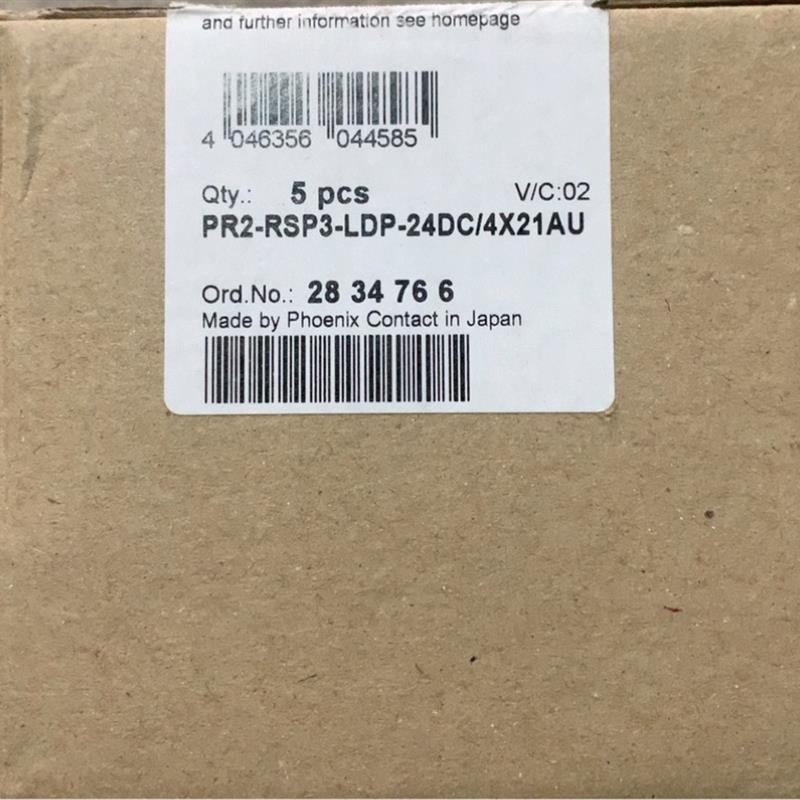 and further information see homepage
4 046356 044585
Qty.: 5 pcs V/C:02
PR2-RSP3-LDP-24DC/4X21AU
Ord.No.: 28 34 76 6
Made by Phoenix Contact in Japan